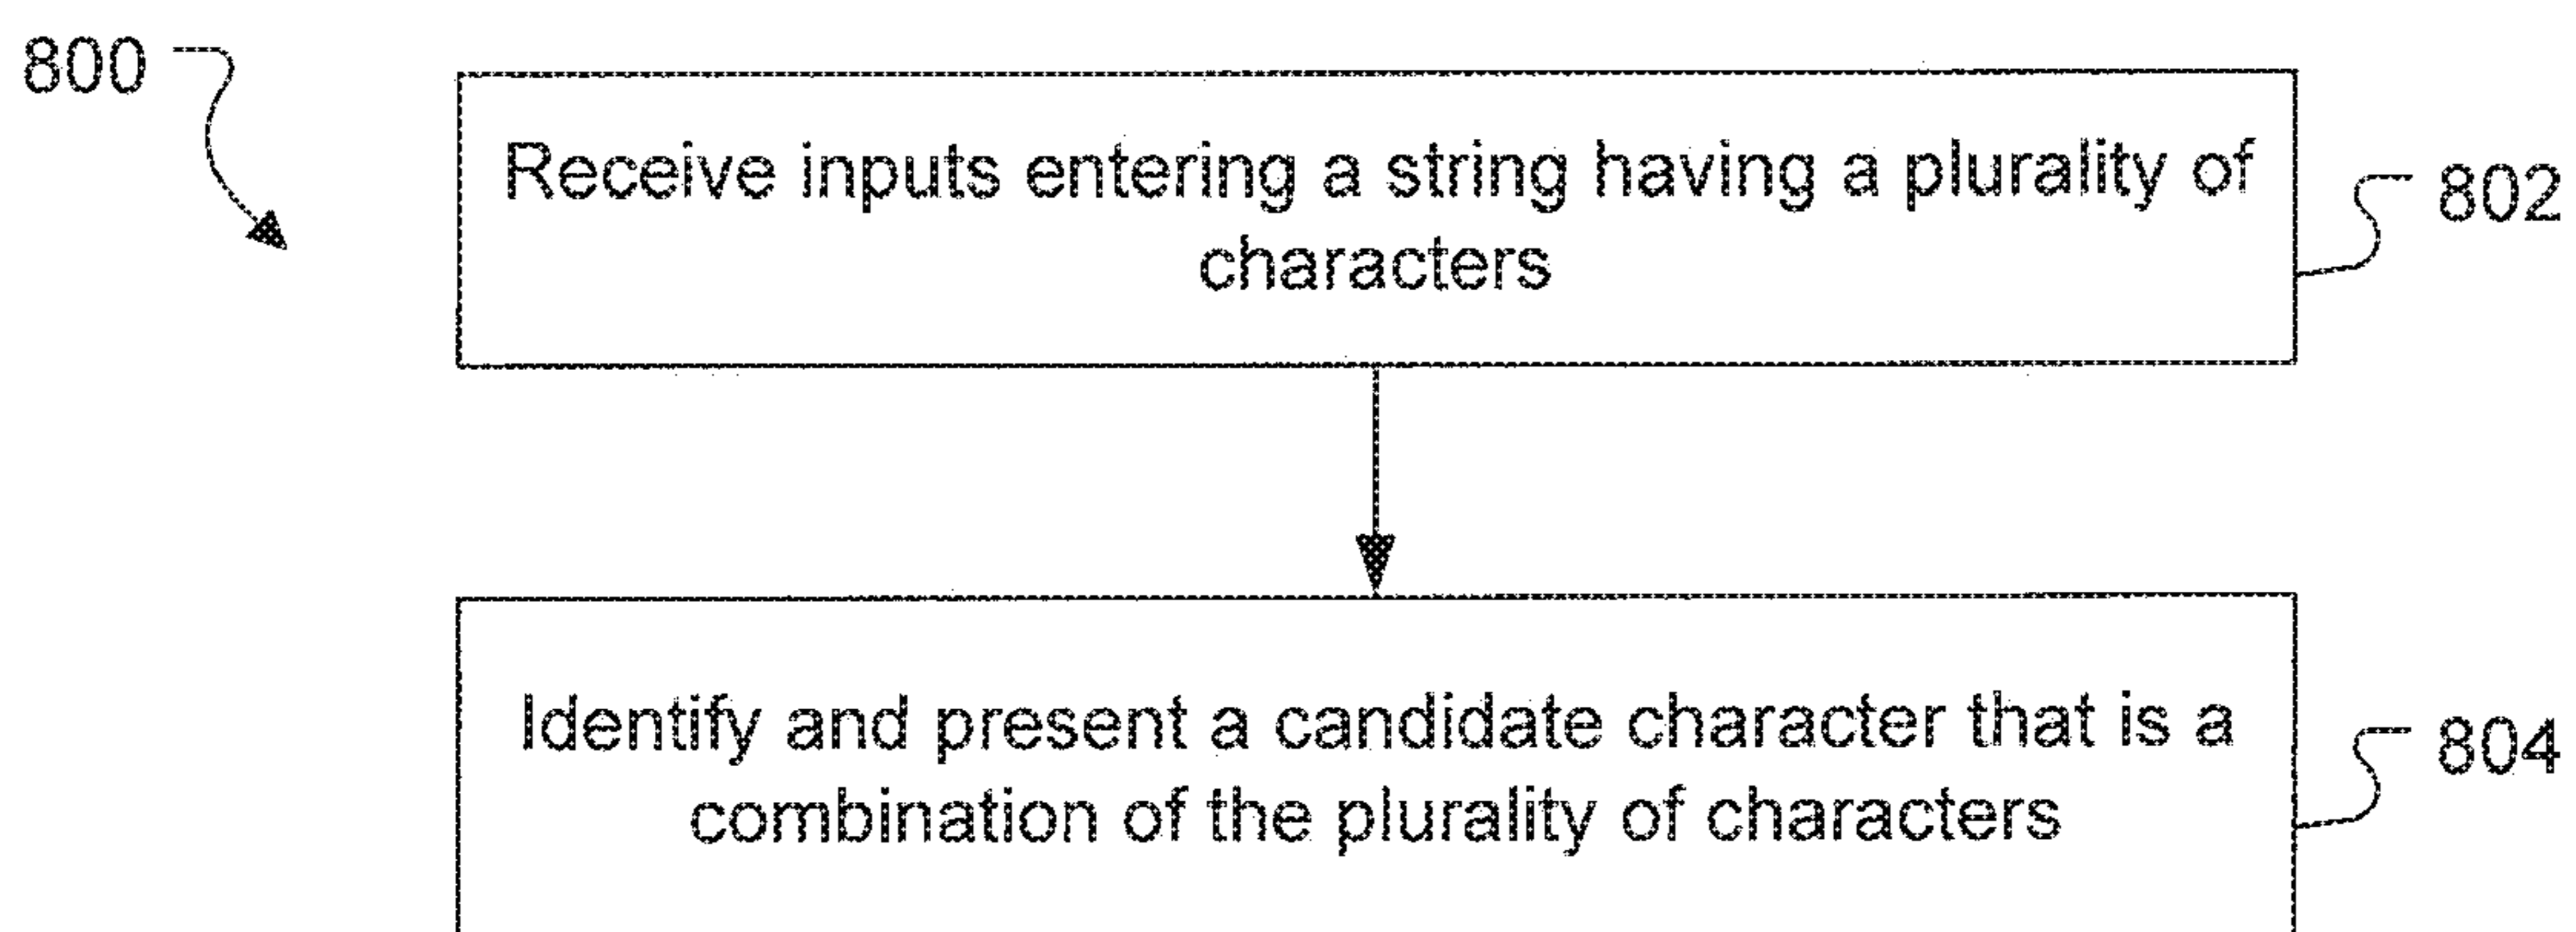 800
Receive inputs entering a string having a plurality of
characters
802
Identify and present a candidate character that is a
combination of the plurality of characters
804